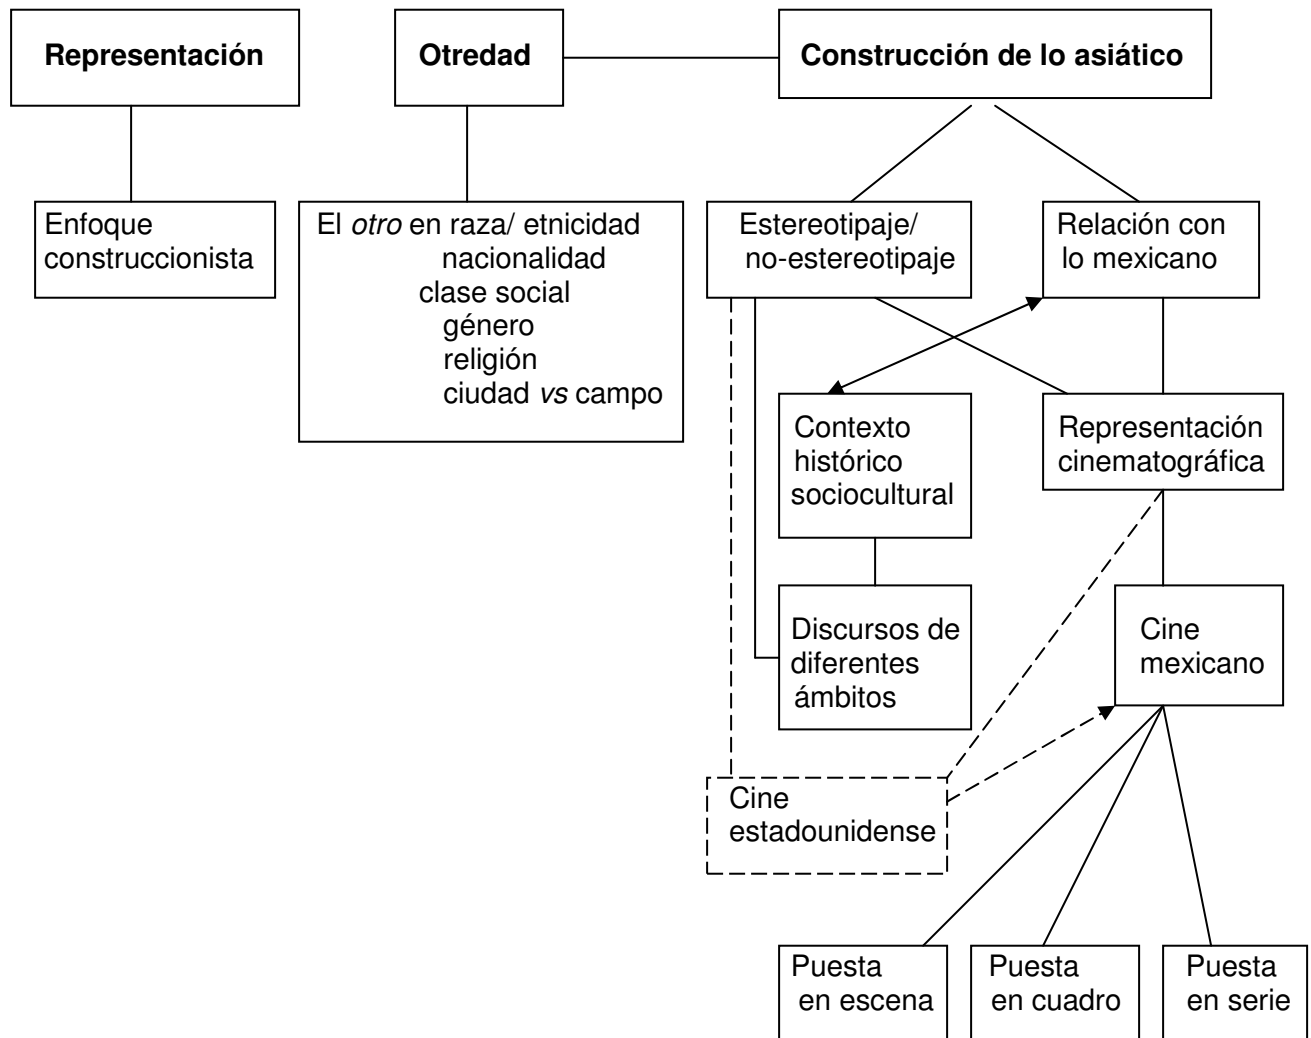 Representación
Otredad
Construcción de lo asiático
Enfoque
construccionista
El otro en raza/ etnicidad
nacionalidad
clase social
género
religión
ciudad vs campo
Estereotipaje/
no-estereotipaje
Relación con
lo mexicano
Contexto
histórico
sociocultural
Representación
cinematográfica
Discursos de
diferentes
ámbitos
Cine
mexicano
Cine
estadounidense
Puesta
en escena
Puesta
en cuadro
Puesta
en serie